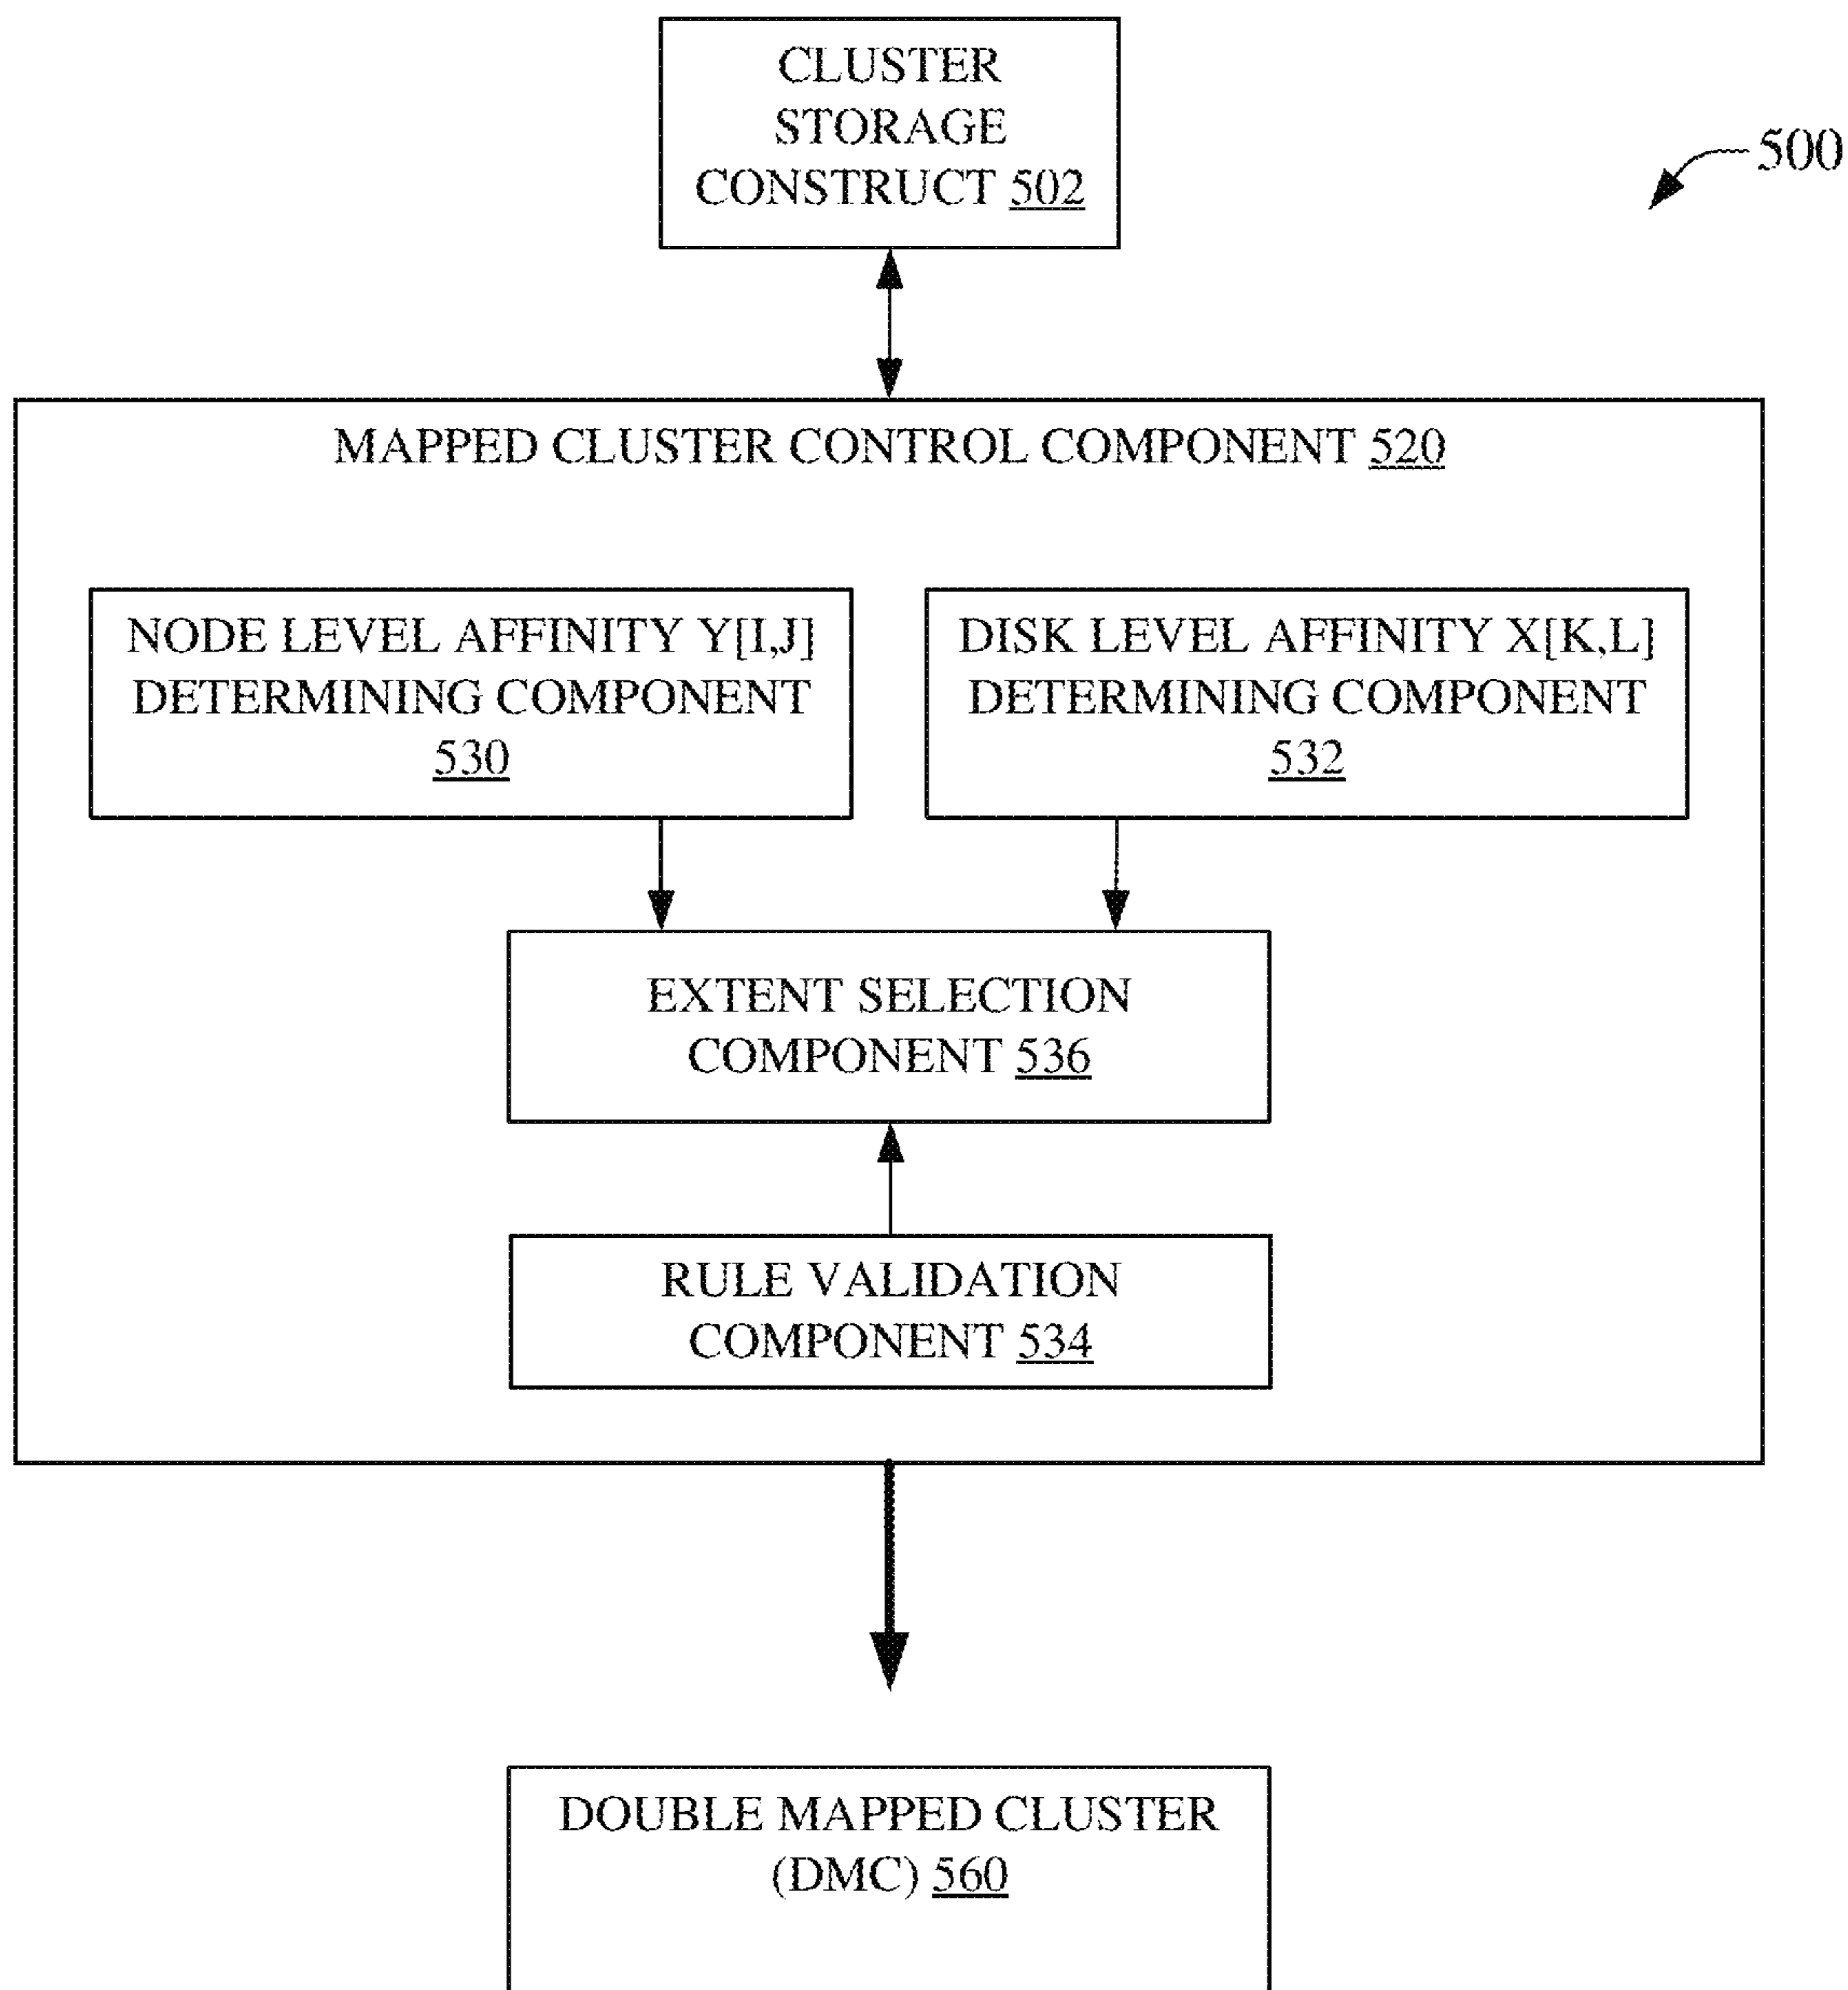 CLUSTER
STORAGE
CONSTRUCT 502
500
MAPPED CLUSTER CONTROL COMPONENT 520
NODE LEVEL AFFINITY Y[I,J]
DETERMINING COMPONENT
530
DISK LEVEL AFFINITY X[K,L]
DETERMINING COMPONENT
532
EXTENT SELECTION
COMPONENT 536
RULE VALIDATION
COMPONENT 534
DOUBLE MAPPED CLUSTER
(DMC) 560